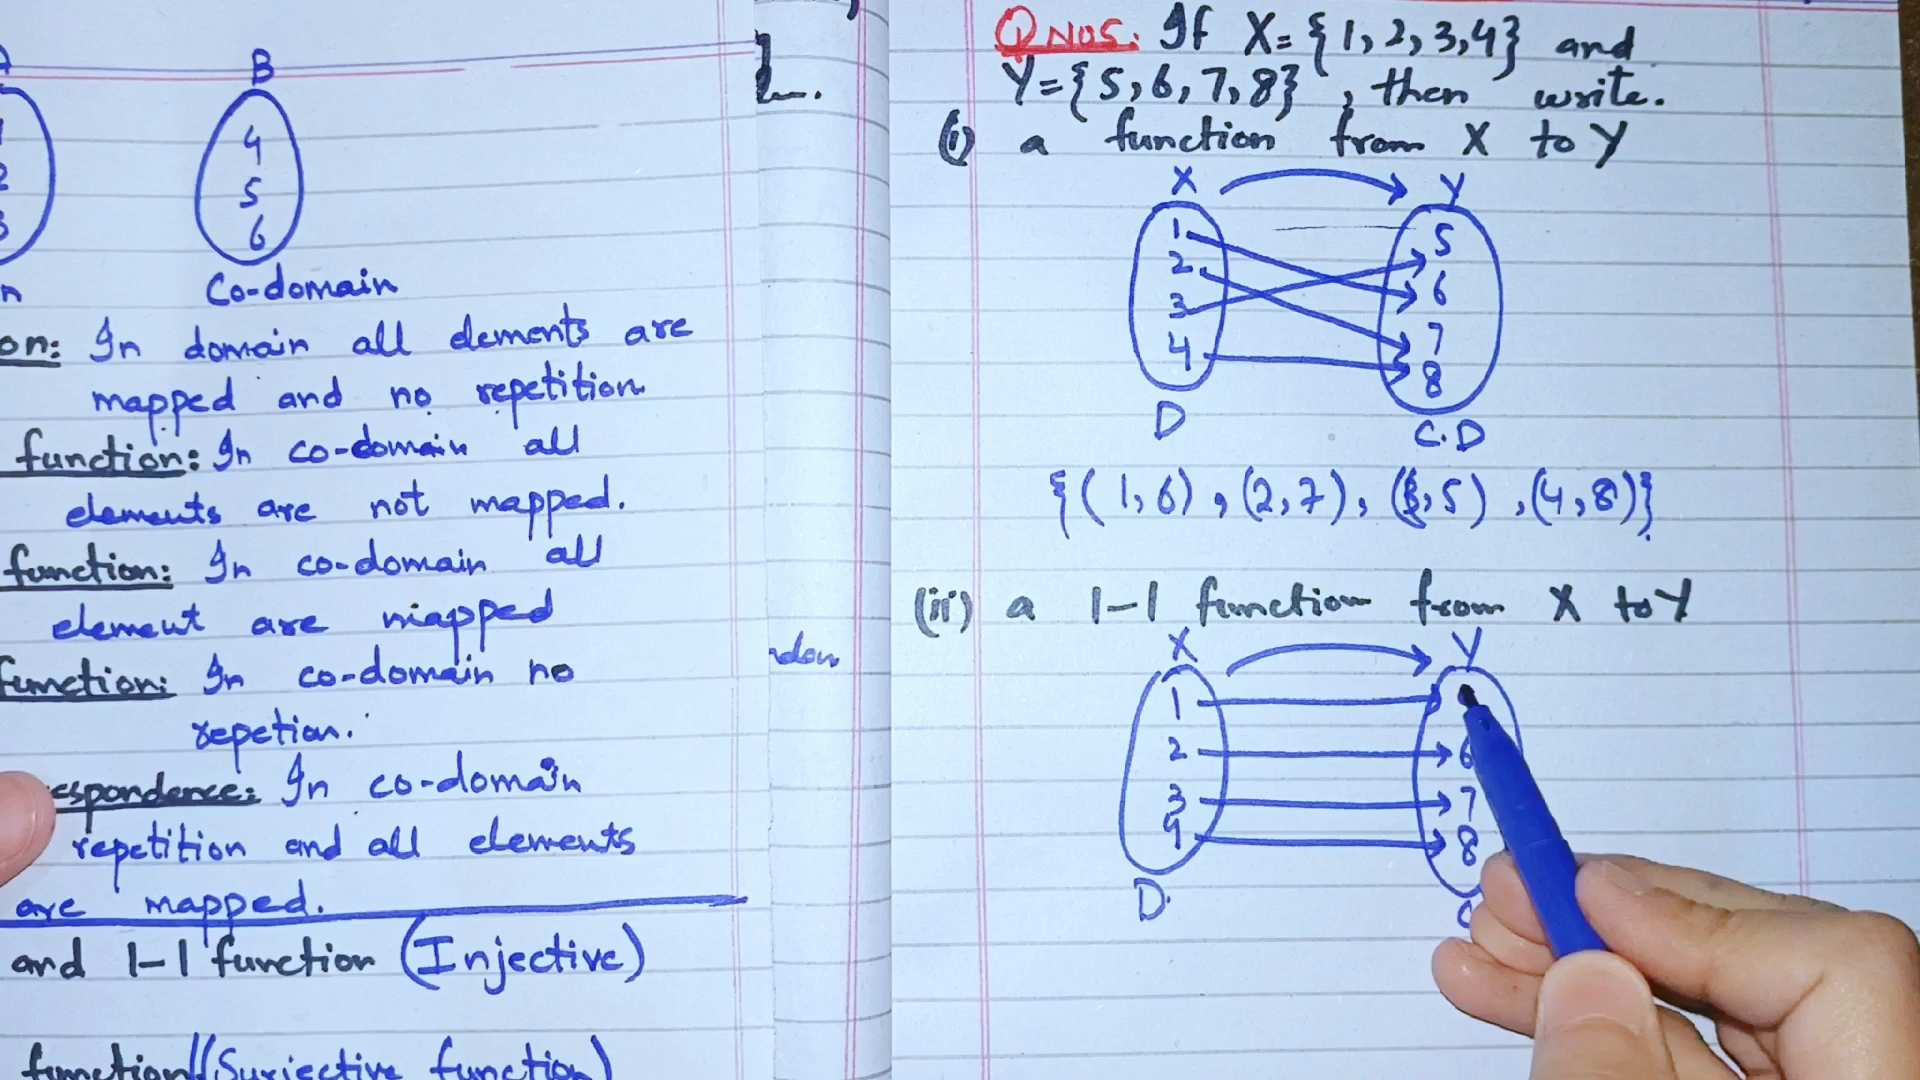 B
4
1
5
2
6
3
Co-domain
on: In domain all elements are
mapped and no repetition
function: In co-domain all
elements are not mapped.
function: In co-domain all
element are mapped
function: In co-domain no
repetion.
espondence: In co-domain
repetition and all elements
are mapped.
and 1-1 function (Injective)
function (Surjective function)
Q NO5: If X={1,2,3,4} and
Y={5,6,7,8}, then write.
(i) a function from X to Y
X Y
1 5
2 6
3 7
4 8
D C.D
{(1,6),(2,7),(3,5),(4,8)}
(ii) a 1-1 function from X to Y
X Y
1
2 6
3 7
4 8
D.